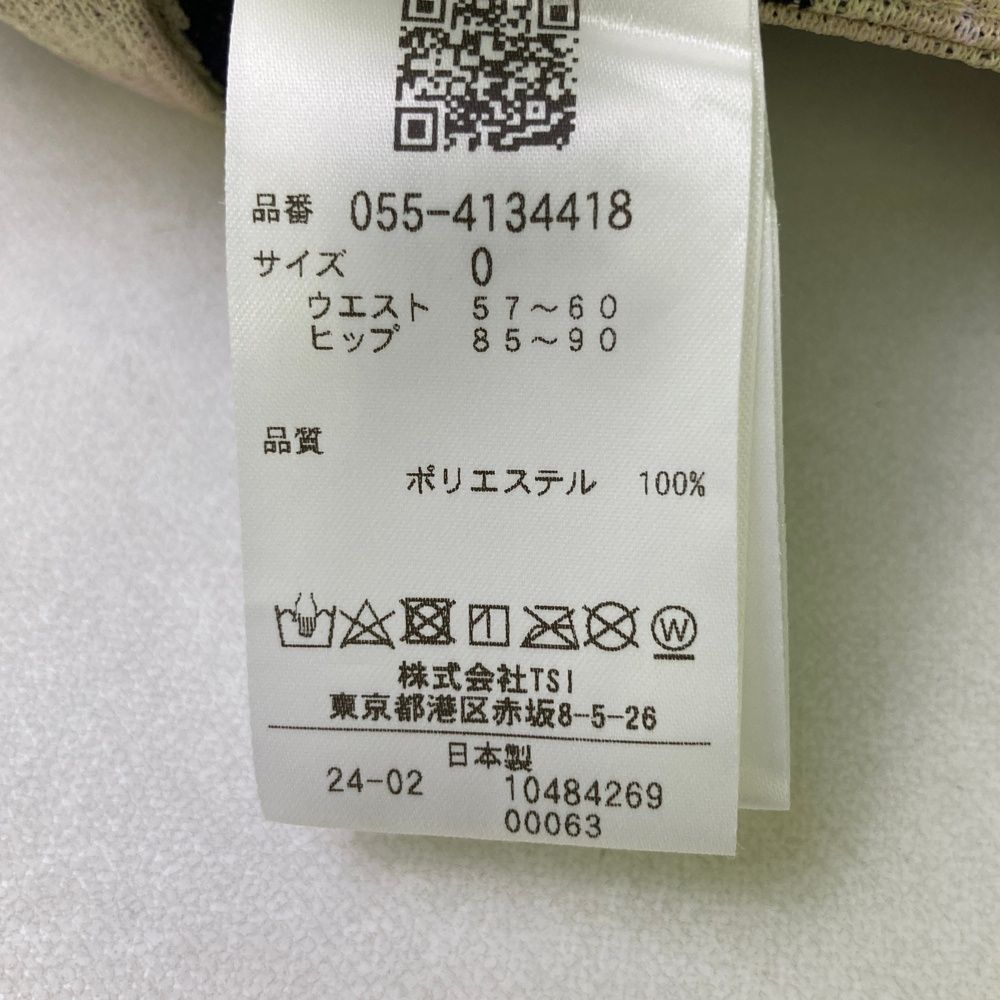 品番 055-4134418
サイズ 0
ウエスト 57～60
ヒップ 85～90
品質
ポリエステル 100%
W
株式会社TSI
東京都港区赤坂8-5-26
日本製
24-02 10484269
00063